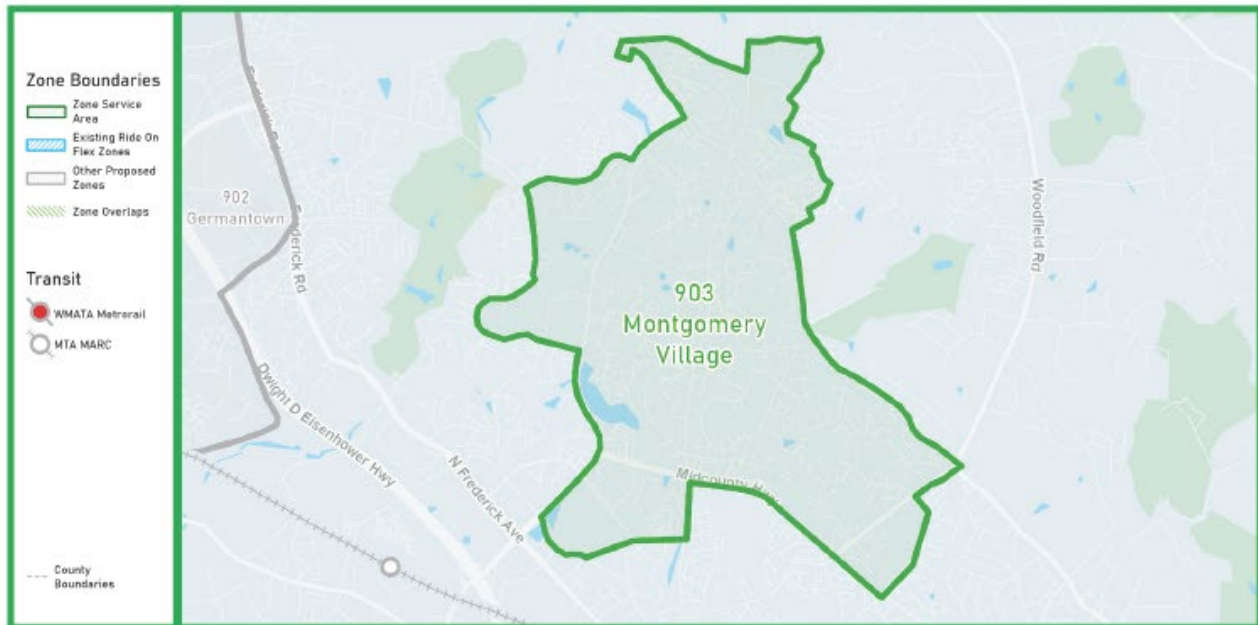 Zone Boundaries
Zone Service
Area
Existing Ride On
Flex Zones
Other Proposed
Zones
Zone Overlaps
Transit
WMATA Metrorail
MTA MARC
County
Boundaries
902
Germantown
Frederick Rd
Frederick Rd
Dwight D Eisenhower Hwy
N Frederick Ave
903
Montgomery
Village
Midcounty Hwy
Woodfield Rd